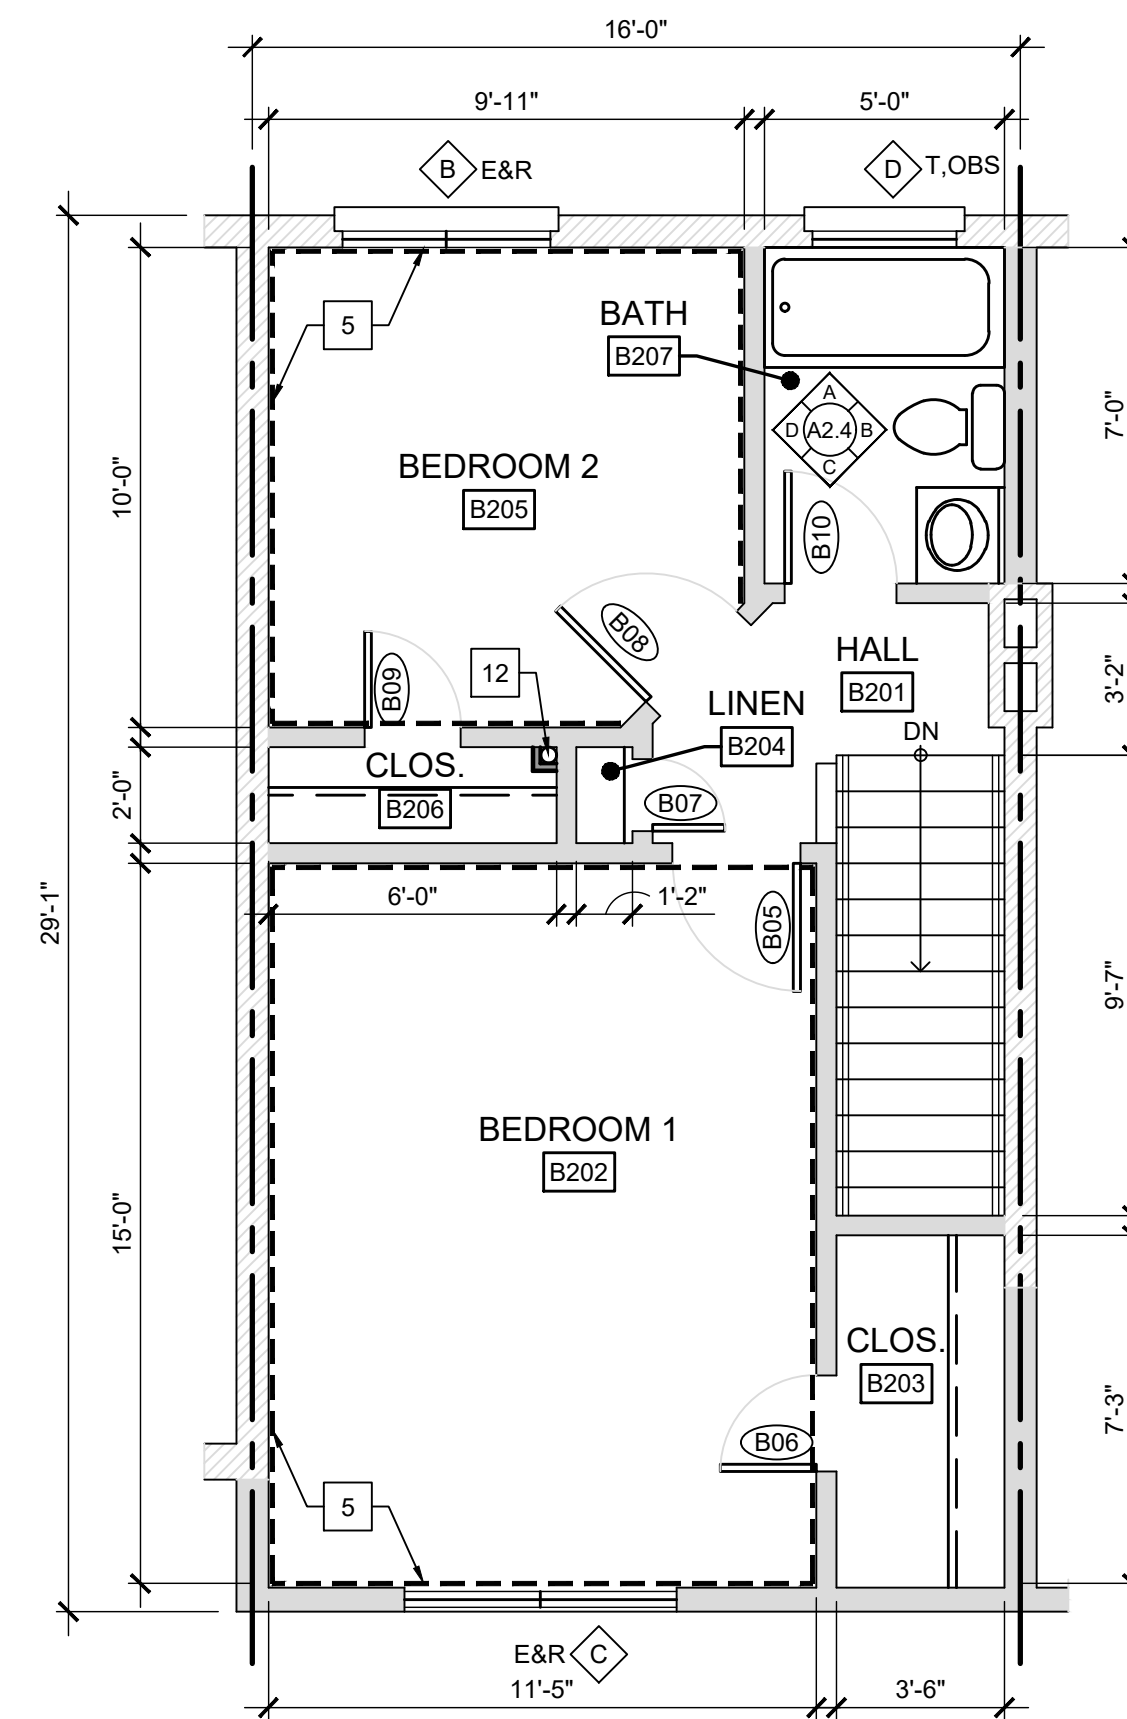 16'-0"
9'-11"
5'-0"
B E&R
D T,OBS
5
BATH
B207
A
D A2.4 B
C
7'-0"
10'-0"
BEDROOM 2
B205
B10
B08
HALL
B201
3'-2"
12
B09
LINEN
B204
DN
CLOS.
B206
2'-0"
B07
29'-1"
6'-0"
1'-2"
B05
9'-7"
BEDROOM 1
B202
15'-0"
CLOS.
B203
7'-3"
B06
5
E&R C
11'-5"
3'-6"